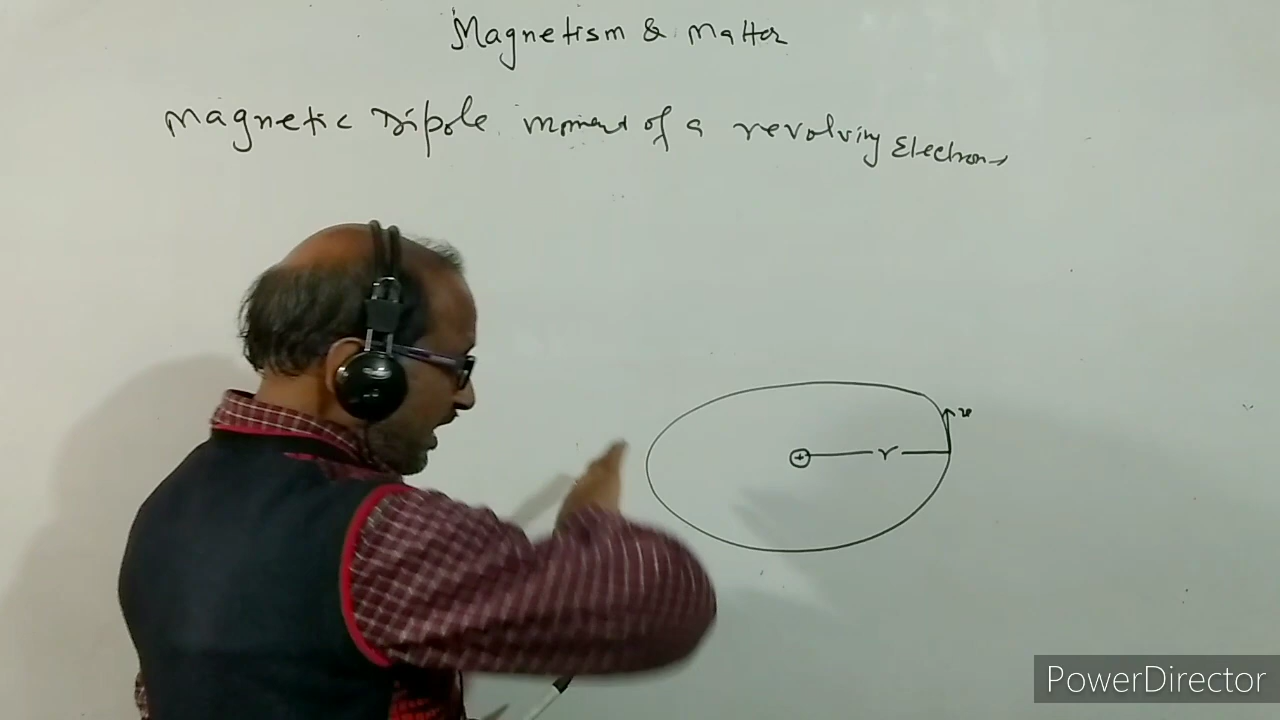 Magnetism & Matter
Magnetic Dipole moment of a revolving Electron
+
r
v
PowerDirector